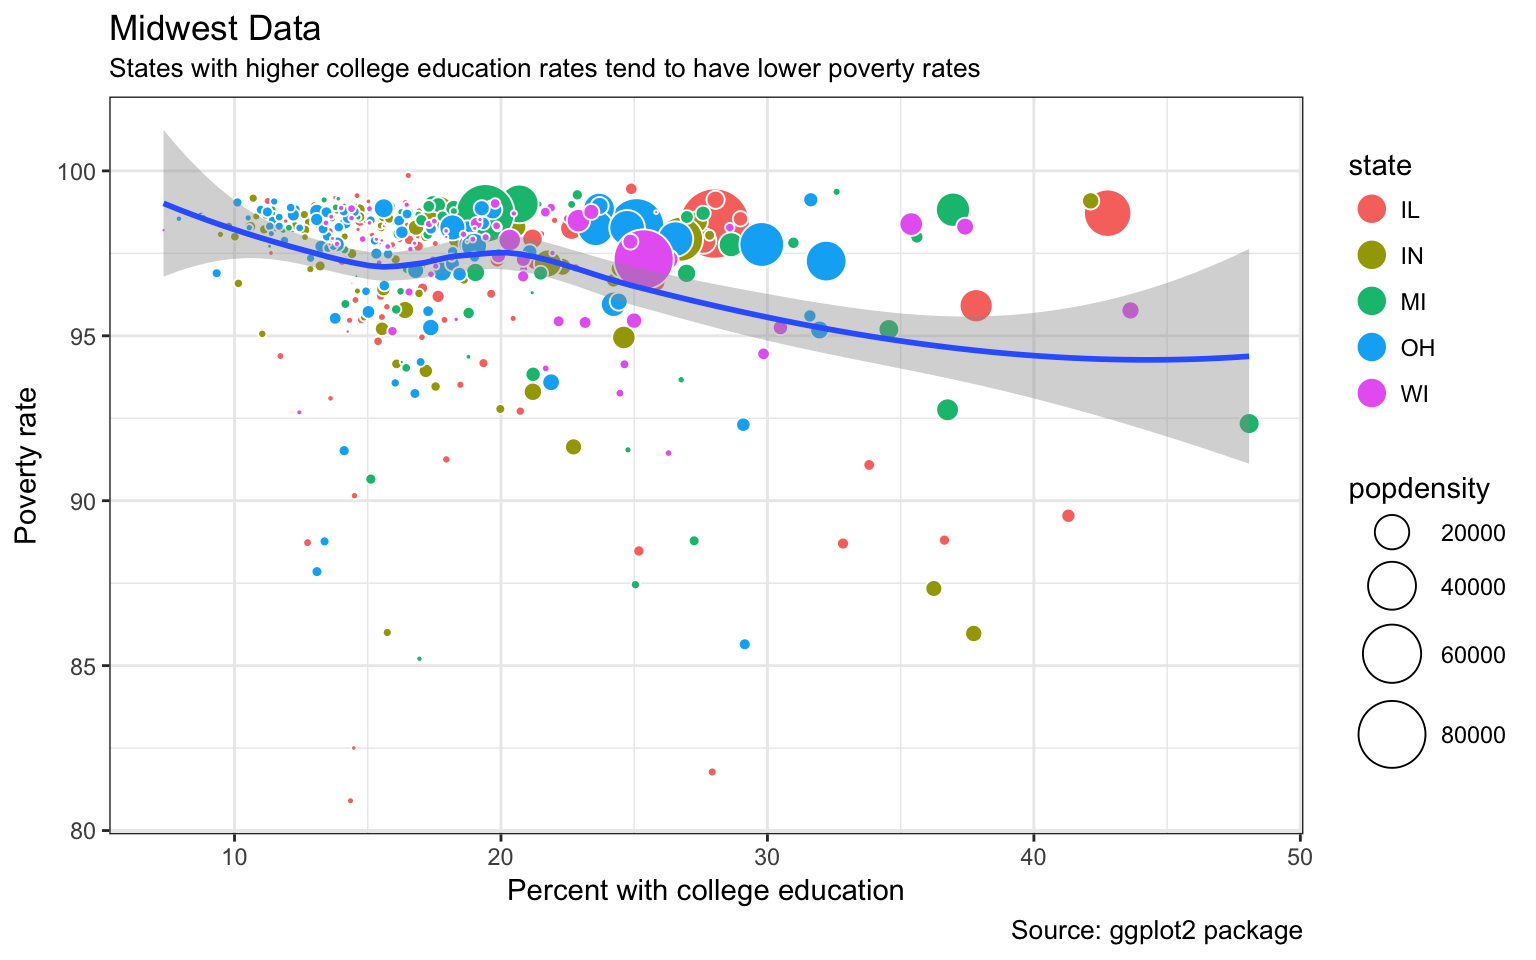 Midwest Data
States with higher college education rates tend to have lower poverty rates
Poverty rate
100
95
90
85
80
10
20
30
40
50
Percent with college education
Source: ggplot2 package
state
IL
IN
MI
OH
WI
popdensity
20000
40000
60000
80000